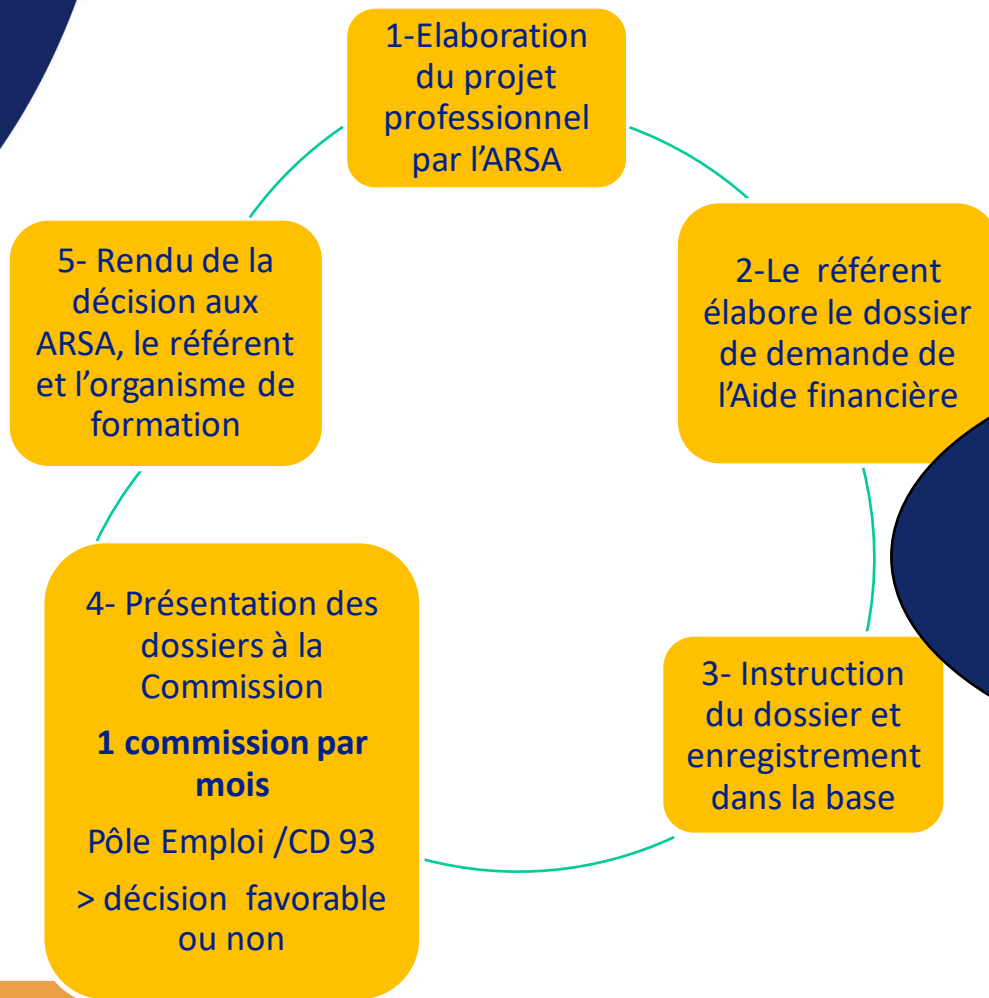 1-Elaboration
du projet
professionnel
par l’ARSA
2-Le référent
élabore le dossier
de demande de
l’Aide financière
3- Instruction
du dossier et
enregistrement
dans la base
4- Présentation des
dossiers à la
Commission
1 commission par
mois
Pôle Emploi /CD 93
> décision favorable
ou non
5- Rendu de la
décision aux
ARSA, le référent
et l’organisme de
formation